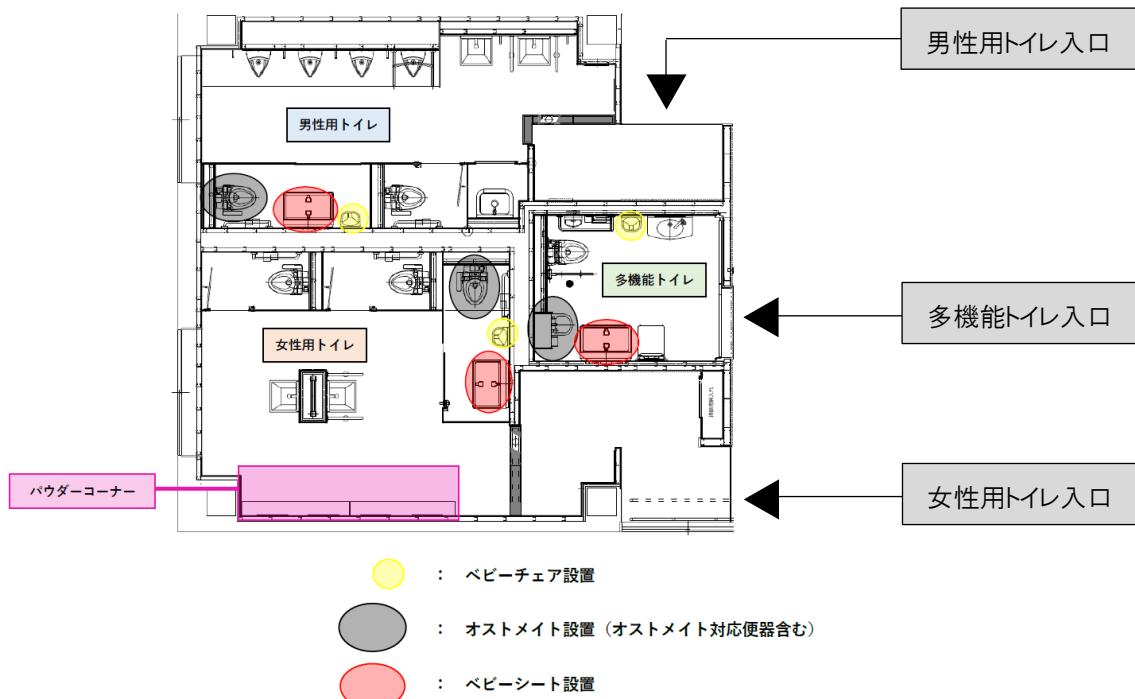 男性用トイレ入口
男性用トイレ
多機能トイレ
多機能トイレ入口
女性用トイレ
パウダーコーナー
女性用トイレ入口
： ベビーチェア設置
： オストメイト設置（オストメイト対応便器含む）
： ベビーシート設置